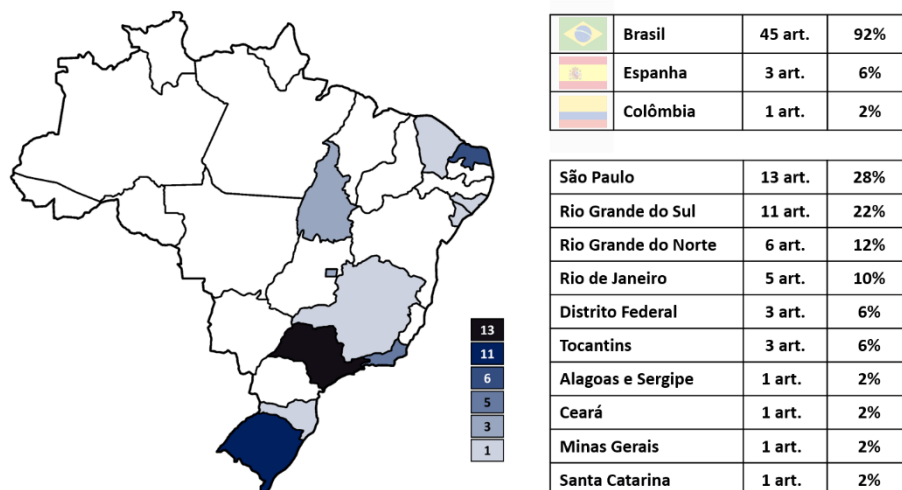 Brasil 45 art. 92%
Espanha 3 art. 6%
Colômbia 1 art. 2%
São Paulo 13 art. 28%
Rio Grande do Sul 11 art. 22%
Rio Grande do Norte 6 art. 12%
Rio de Janeiro 5 art. 10%
Distrito Federal 3 art. 6%
Tocantins 3 art. 6%
Alagoas e Sergipe 1 art. 2%
Ceará 1 art. 2%
Minas Gerais 1 art. 2%
Santa Catarina 1 art. 2%
13
11
6
5
3
1